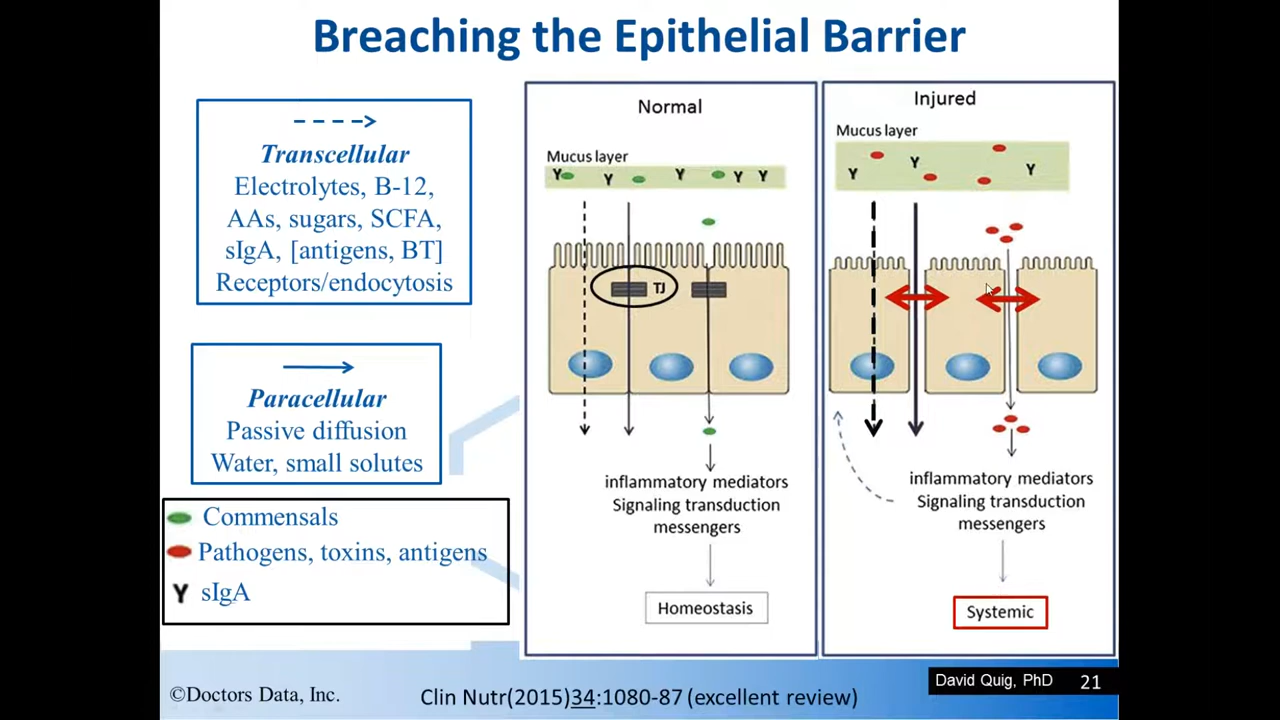 Breaching the Epithelial Barrier
Transcellular
Electrolytes, B-12,
AAs, sugars, SCFA,
sIgA, [antigens, BT]
Receptors/endocytosis
Paracellular
Passive diffusion
Water, small solutes
Commensals
Pathogens, toxins, antigens
Y sIgA
Normal
Mucus layer
Y Y Y Y Y
TJ
inflammatory mediators
Signaling transduction
messengers
Homeostasis
Injured
Mucus layer
Y Y Y
inflammatory mediators
Signaling transduction
messengers
Systemic
©Doctors Data, Inc.
Clin Nutr(2015)34:1080-87 (excellent review)
David Quig, PhD
21